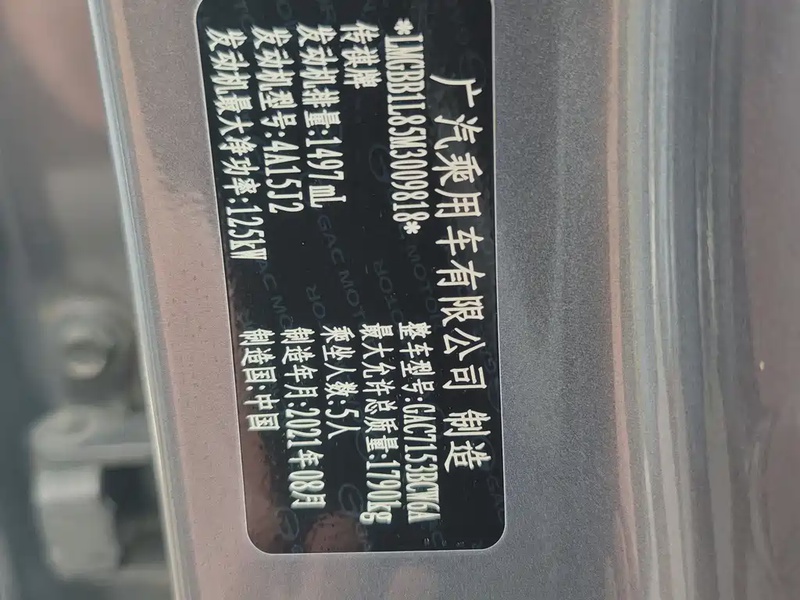 广汽乘用车有限公司 制造
*LMGBB1L85M3009818*
整车型号:GAC7153BCW6A
传祺牌
最大允许总质量:1790kg
发动机排量:1497mL
乘坐人数:5人
发动机型号:4A15J2
制造年月:2021年08月
发动机最大净功率:125kW
制造国:中国
GAC MOTOR